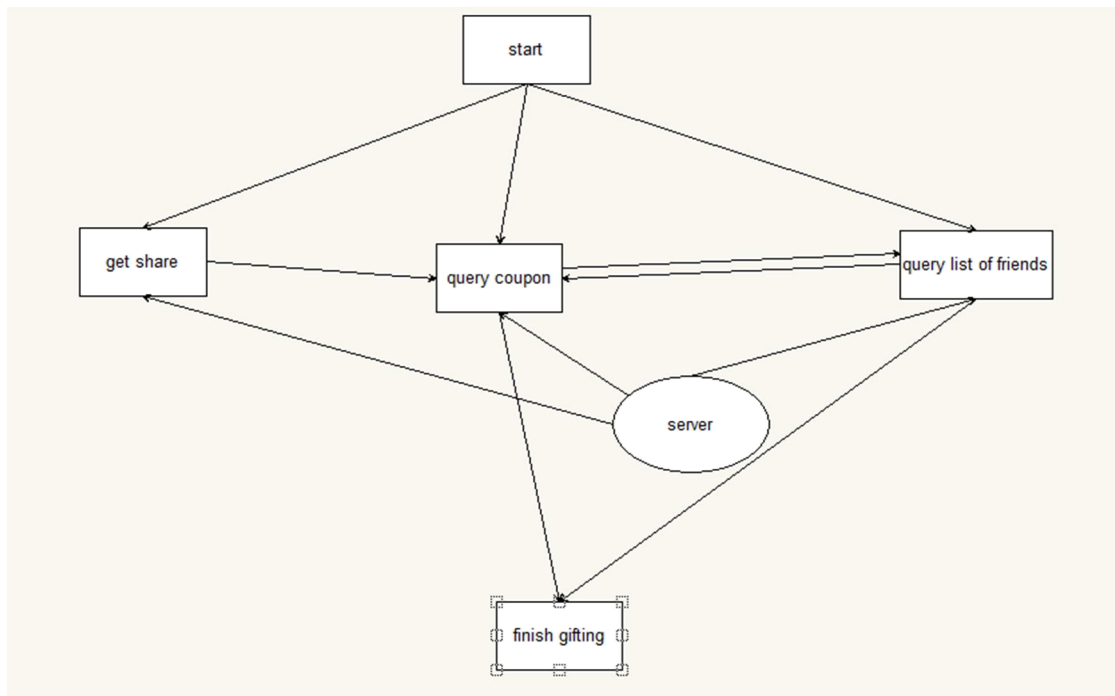 start
get share
query coupon
query list of friends
server
finish gifting